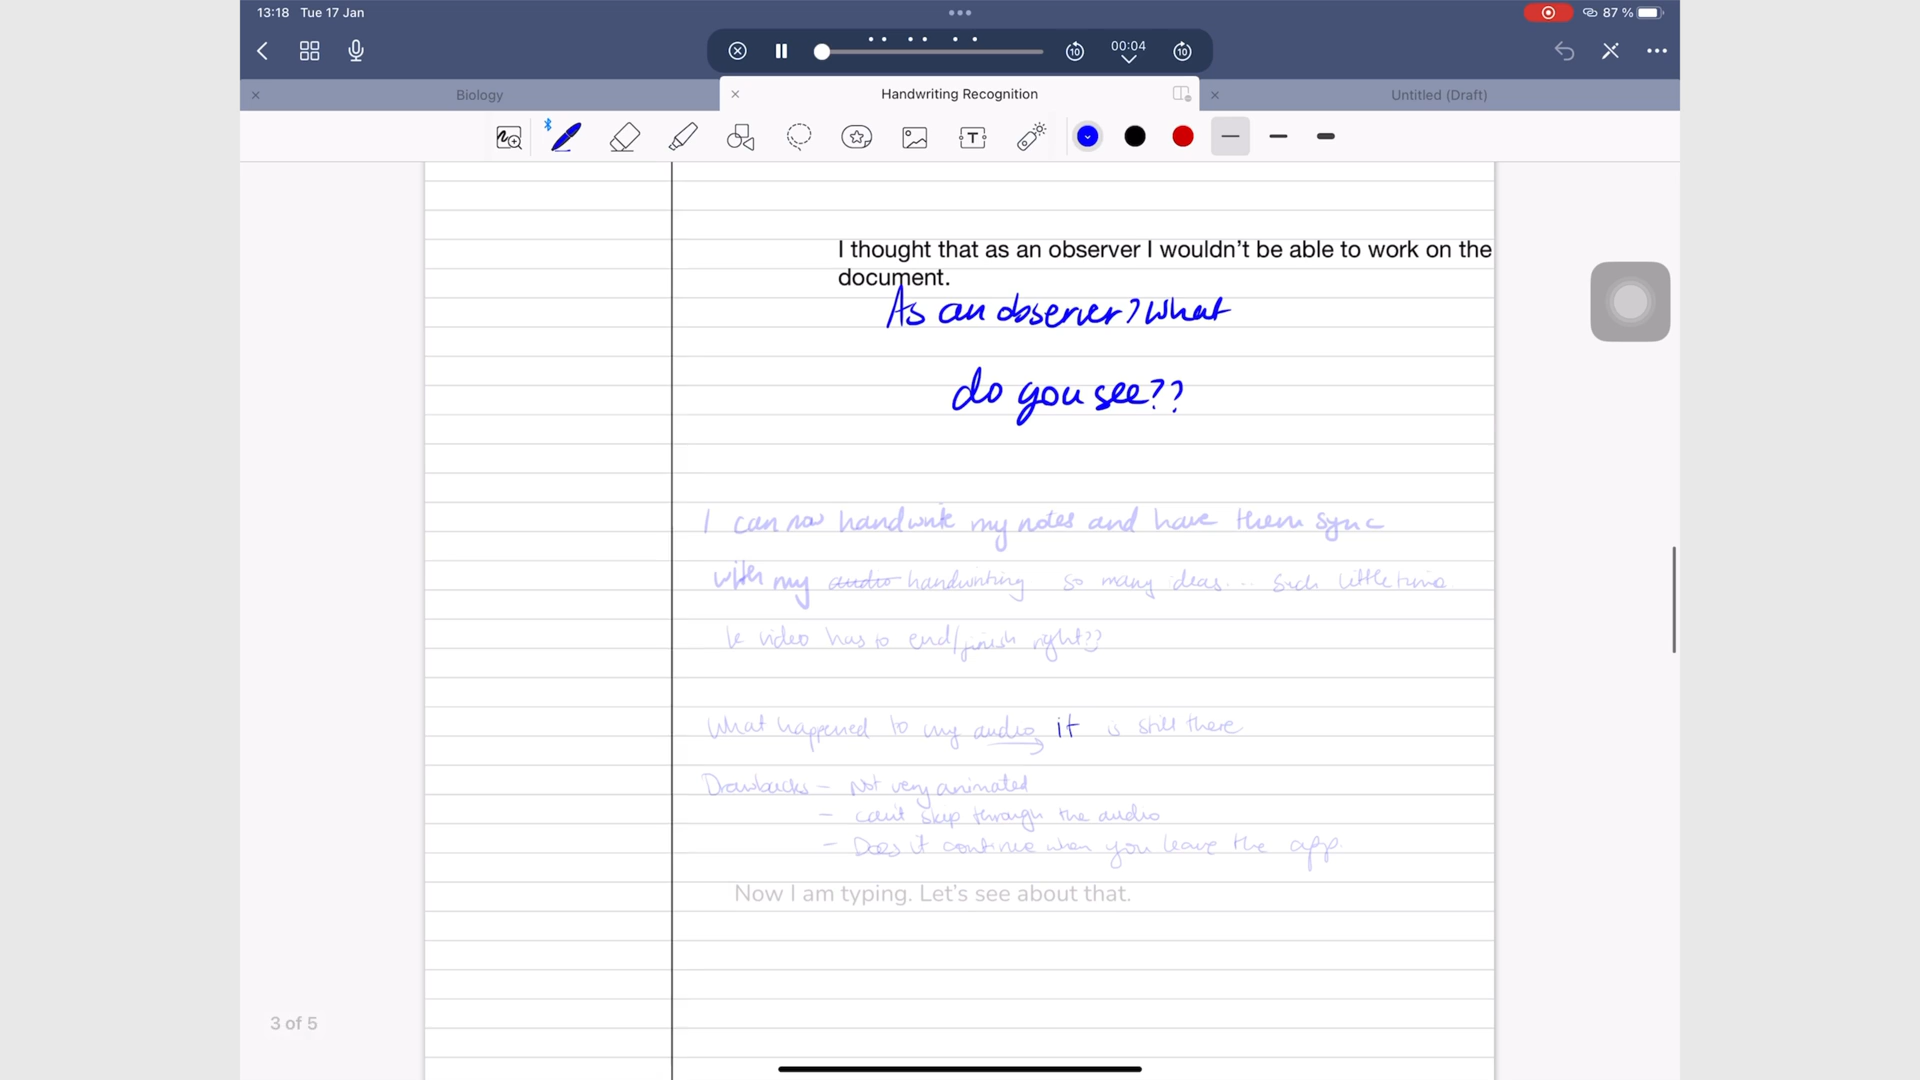 13:18 Tue 17 Jan
87 %
10 00:04 10
Biology
Handwriting Recognition
Untitled (Draft)
T
I thought that as an observer I wouldn't be able to work on the
document.
As an observer? What
do you see??
I can now handwrite my notes and have them sync
with my audio handwriting so many ideas... such little time
video has to end/finish right??
What happened to my audio, it is still there
Drawbacks - Not very animated
- can't skip through the audio
- Does it continue when you leave the app.
Now I am typing. Let's see about that.
3 of 5